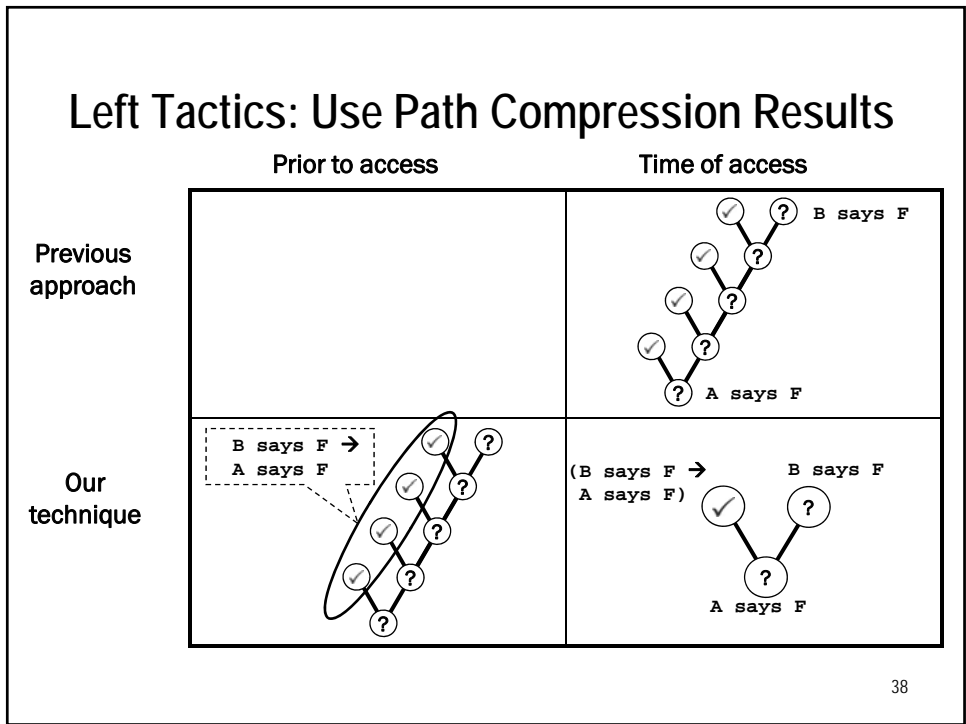 Left Tactics: Use Path Compression Results
Prior to access
Time of access
Previous
approach
? B says F
?
?
?
? A says F
Our
technique
B says F →
A says F
?
?
?
?
?
(B says F →
A says F)
B says F
?
?
A says F
38